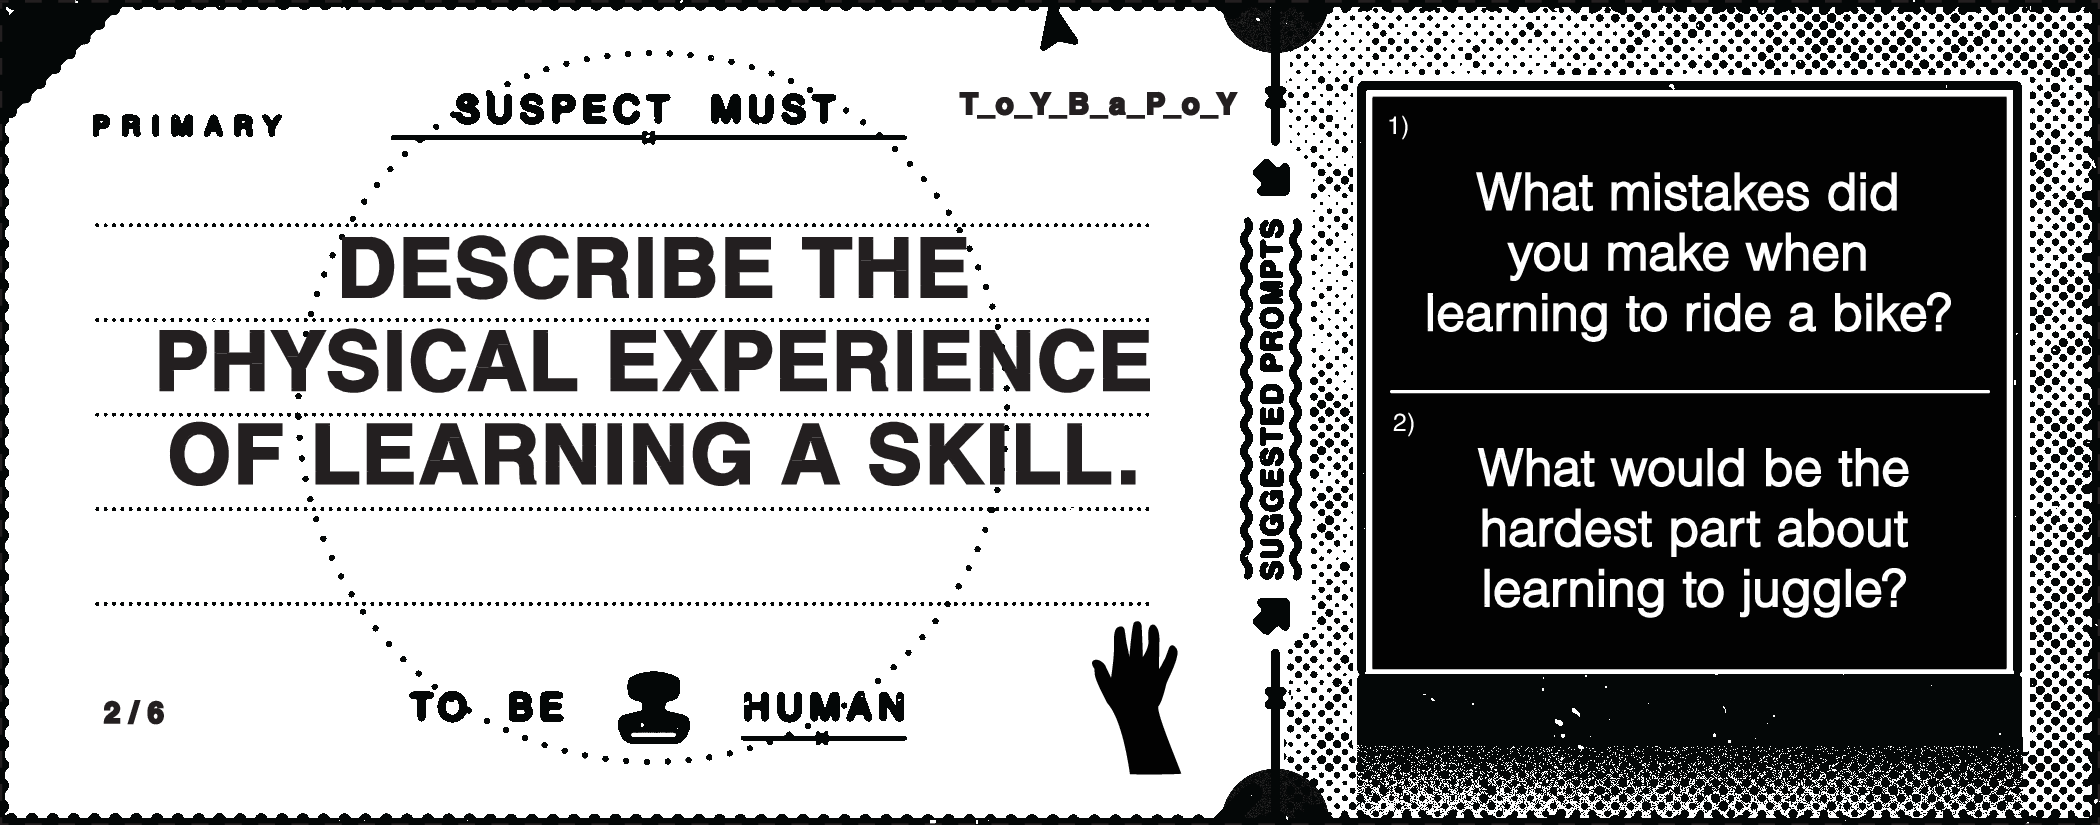 PRIMARY
SUSPECT MUST
T_o_Y_B_a_P_o_Y
DESCRIBE THE
PHYSICAL EXPERIENCE
OF LEARNING A SKILL.
2/6
TO BE HUMAN
SUGGESTED PROMPTS
1)
What mistakes did
you make when
learning to ride a bike?
2)
What would be the
hardest part about
learning to juggle?